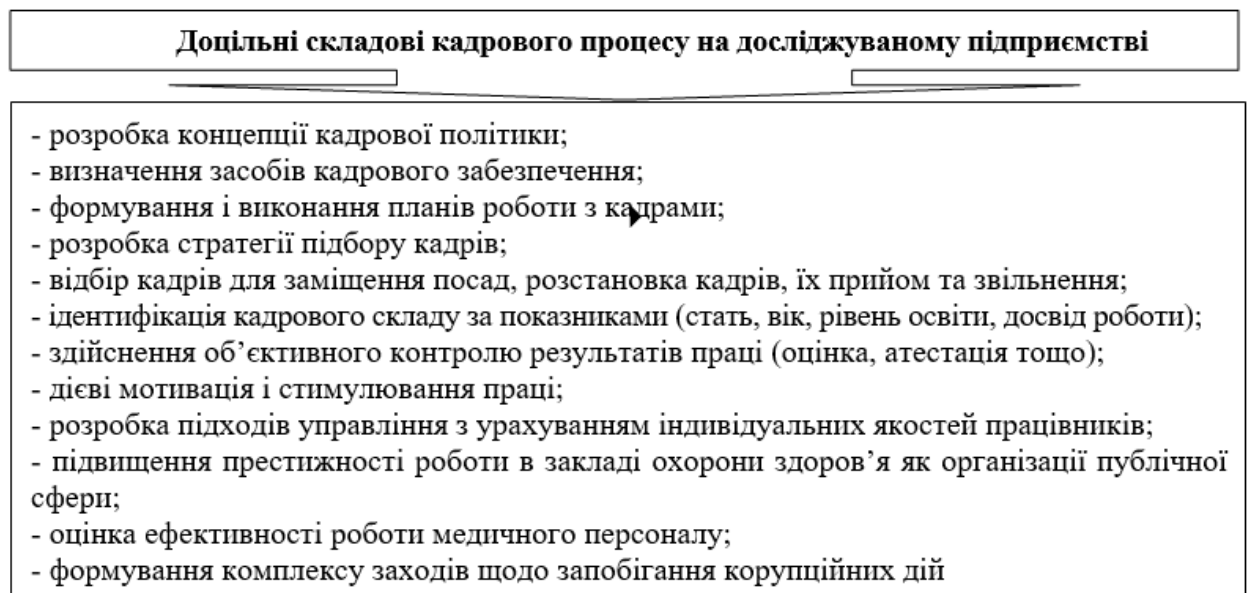 Доцільні складові кадрового процесу на досліджуваному підприємстві
- розробка концепції кадрової політики;
- визначення засобів кадрового забезпечення;
- формування і виконання планів роботи з кадрами;
- розробка стратегії підбору кадрів;
- відбір кадрів для заміщення посад, розстановка кадрів, їх прийом та звільнення;
- ідентифікація кадрового складу за показниками (стать, вік, рівень освіти, досвід роботи);
- здійснення об’єктивного контролю результатів праці (оцінка, атестація тощо);
- дієві мотивація і стимулювання праці;
- розробка підходів управління з урахуванням індивідуальних якостей працівників;
- підвищення престижності роботи в закладі охорони здоров’я як організації публічної
сфери;
- оцінка ефективності роботи медичного персоналу;
- формування комплексу заходів щодо запобігання корупційних дій